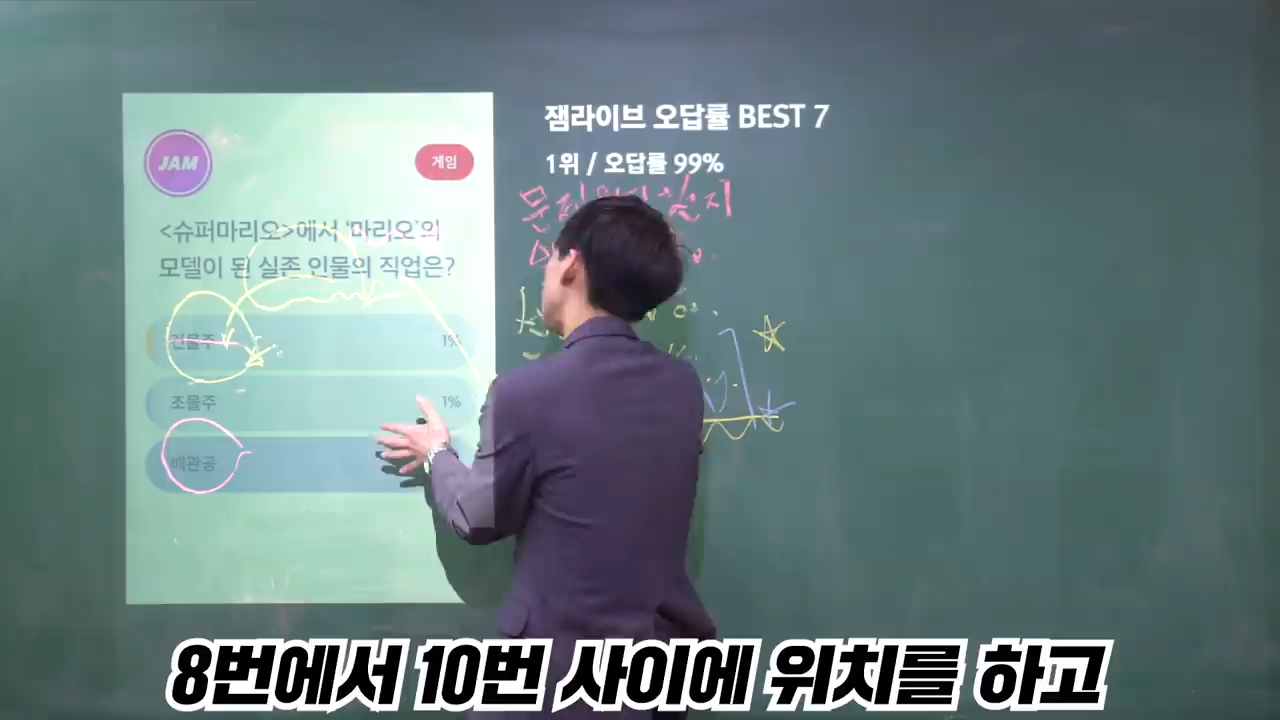 잼라이브 오답률 BEST 7
1위 / 오답률 99%
JAM
게임
<슈퍼마리오>에서 '마리오'의
모델이 된 실존 인물의 직업은?
건물주 1%
조물주 1%
배관공
8번에서 10번 사이에 위치를 하고